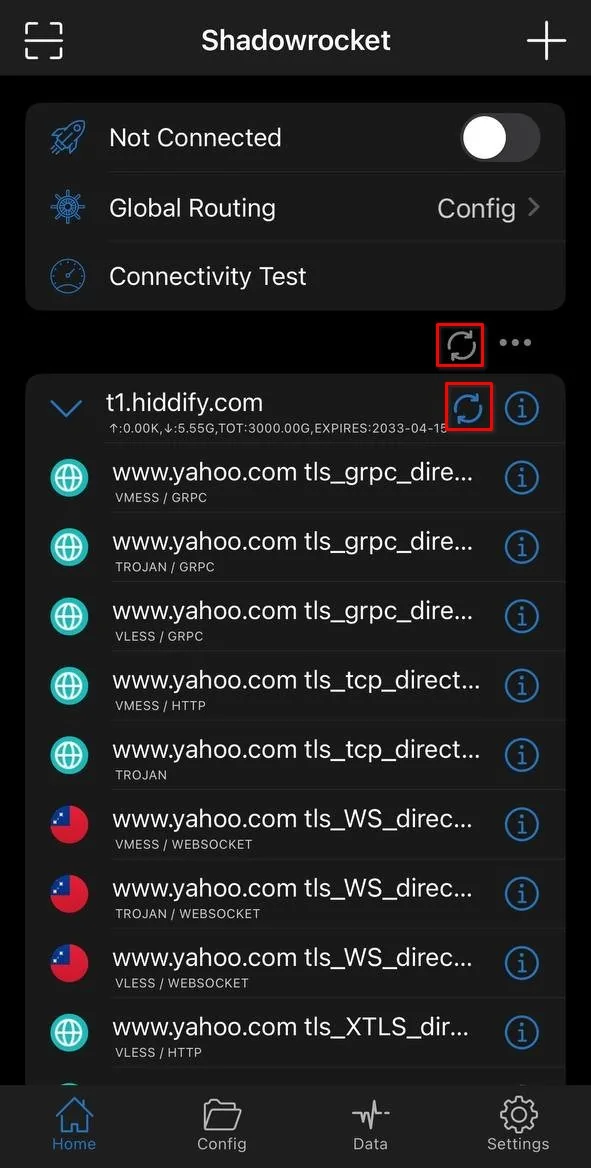 Shadowrocket
Not Connected
Global Routing
Config
Connectivity Test
t1.hiddify.com
↑:0.00K,↓:5.55G,TOT:3000.00G,EXPIRES:2033-04-15
www.yahoo.com tls_grpc_dire...
VMESS / GRPC
www.yahoo.com tls_grpc_dire...
TROJAN / GRPC
www.yahoo.com tls_grpc_dire...
VLESS / GRPC
www.yahoo.com tls_tcp_direct...
VMESS / HTTP
www.yahoo.com tls_tcp_direct...
TROJAN
www.yahoo.com tls_WS_direc...
VMESS / WEBSOCKET
www.yahoo.com tls_WS_direc...
TROJAN / WEBSOCKET
www.yahoo.com tls_WS_direc...
VLESS / WEBSOCKET
www.yahoo.com tls_XTLS_dir...
VLESS / HTTP
Home
Config
Data
Settings